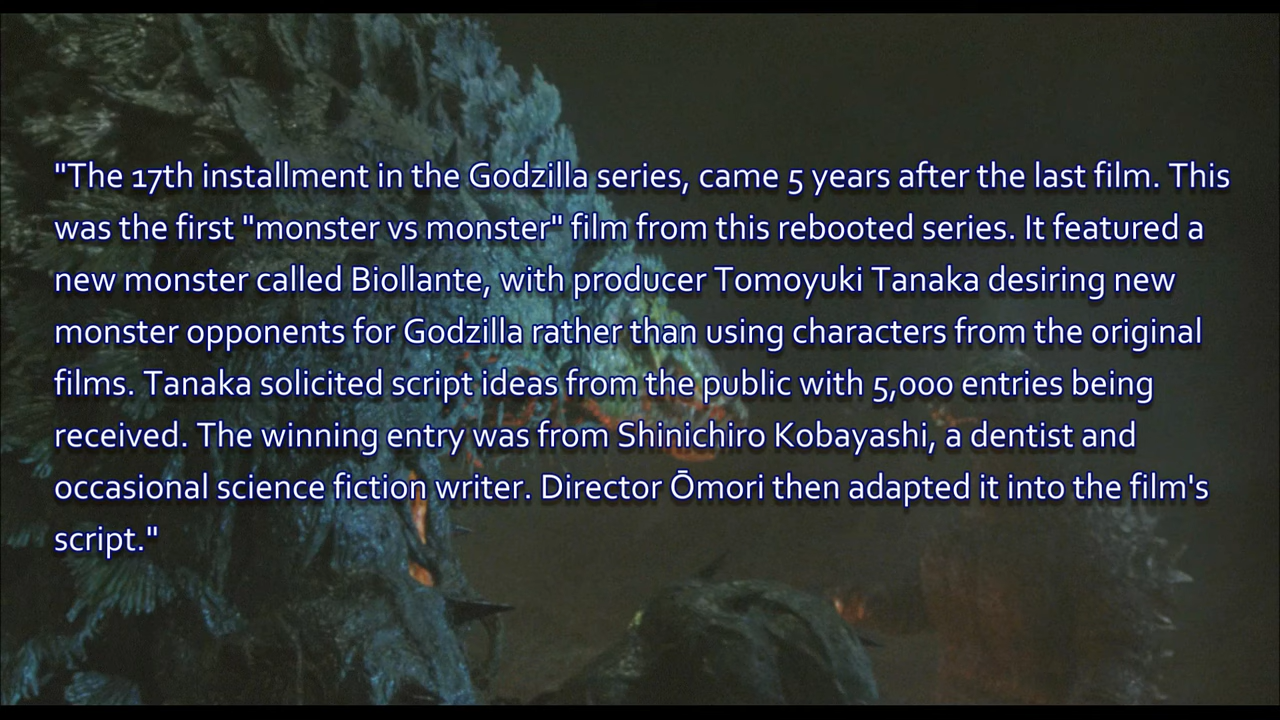 "The 17th installment in the Godzilla series, came 5 years after the last film. This
was the first "monster vs monster" film from this rebooted series. It featured a
new monster called Biollante, with producer Tomoyuki Tanaka desiring new
monster opponents for Godzilla rather than using characters from the original
films. Tanaka solicited script ideas from the public with 5,000 entries being
received. The winning entry was from Shinichiro Kobayashi, a dentist and
occasional science fiction writer. Director Ōmori then adapted it into the film's
script."